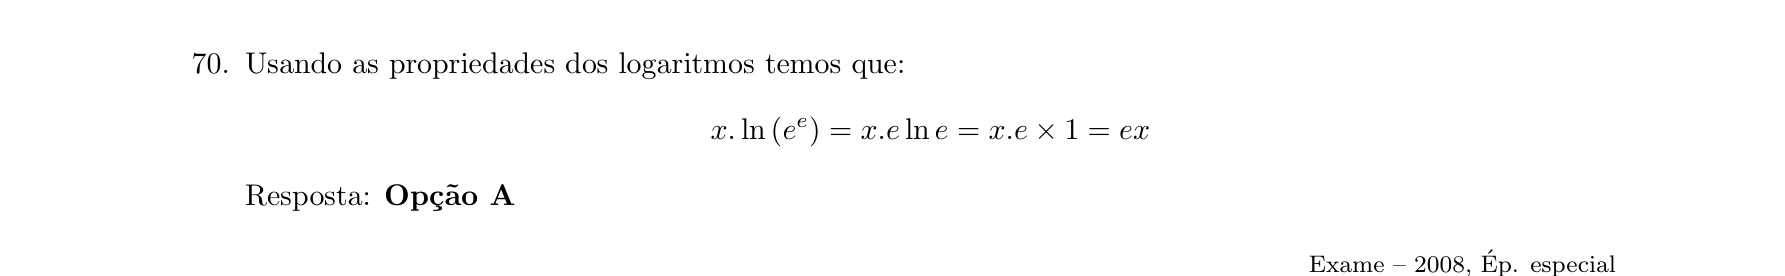 70. Usando as propriedades dos logaritmos temos que:
x. ln (e^e) = x.e ln e = x.e × 1 = ex
Resposta: Opção A
Exame – 2008, Ép. especial